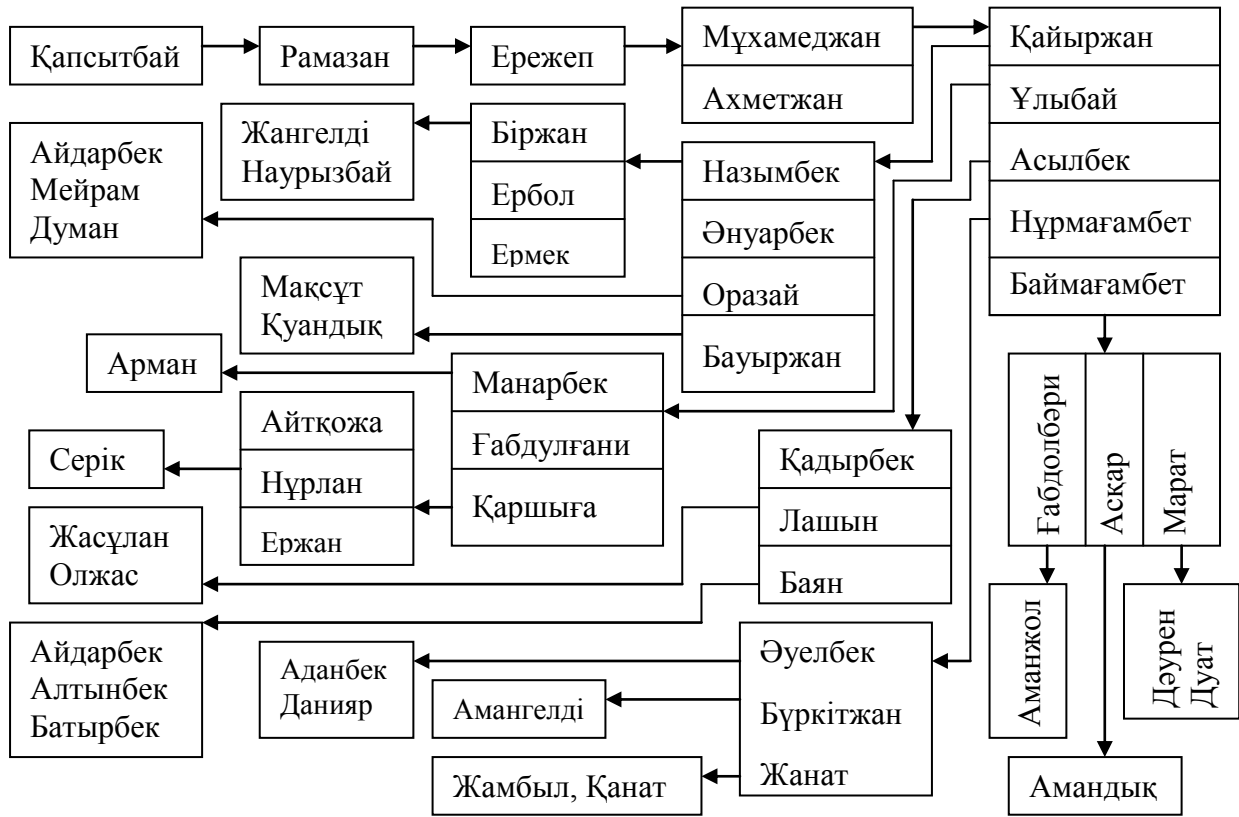 Қапсытбай
Рамазан
Ережеп
Мұхамеджан
Ахметжан
Қайыржан
Ұлыбай
Асылбек
Нұрмағамбет
Баймағамбет
Жангелді
Наурызбай
Біржан
Ербол
Ермек
Айдарбек
Мейрам
Думан
Назымбек
Әнуарбек
Оразай
Бауыржан
Мақсұт
Қуандық
Арман
Манарбек
Ғабдулғани
Қаршыға
Айтқожа
Нұрлан
Ержан
Серік
Қадырбек
Лашын
Баян
Жасұлан
Олжас
Ғабдолбәри
Асқар
Марат
Аманжол
Дәурен
Дуат
Айдарбек
Алтынбек
Батырбек
Аданбек
Данияр
Әуелбек
Бүркітжан
Жанат
Амангелді
Жамбыл, Қанат
Амандық